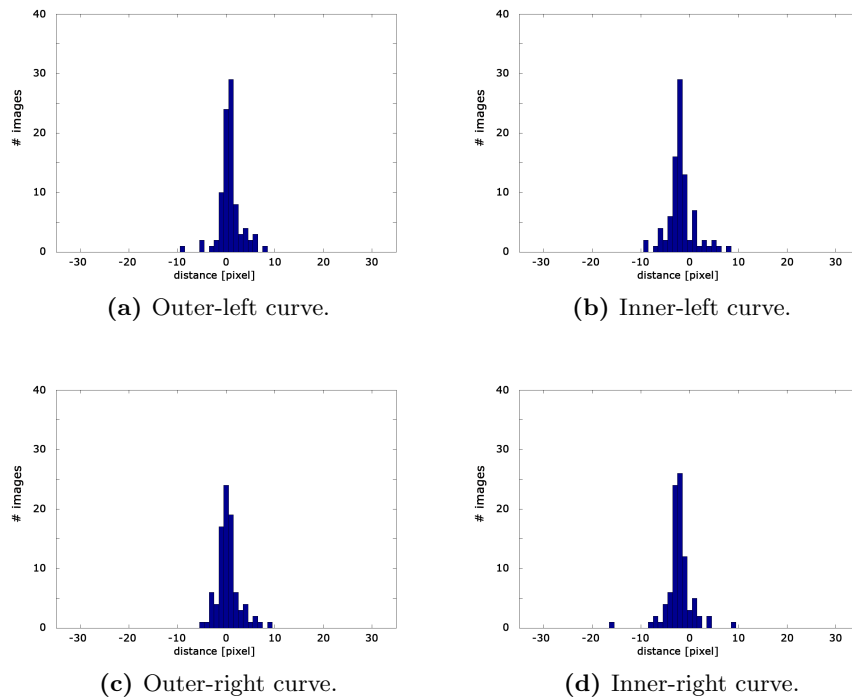 40
30
20
10
0
# images
-30 -20 -10 0 10 20 30
distance [pixel]
(a) Outer-left curve.
40
30
20
10
0
# images
-30 -20 -10 0 10 20 30
distance [pixel]
(b) Inner-left curve.
40
30
20
10
0
# images
-30 -20 -10 0 10 20 30
distance [pixel]
(c) Outer-right curve.
40
30
20
10
0
# images
-30 -20 -10 0 10 20 30
distance [pixel]
(d) Inner-right curve.